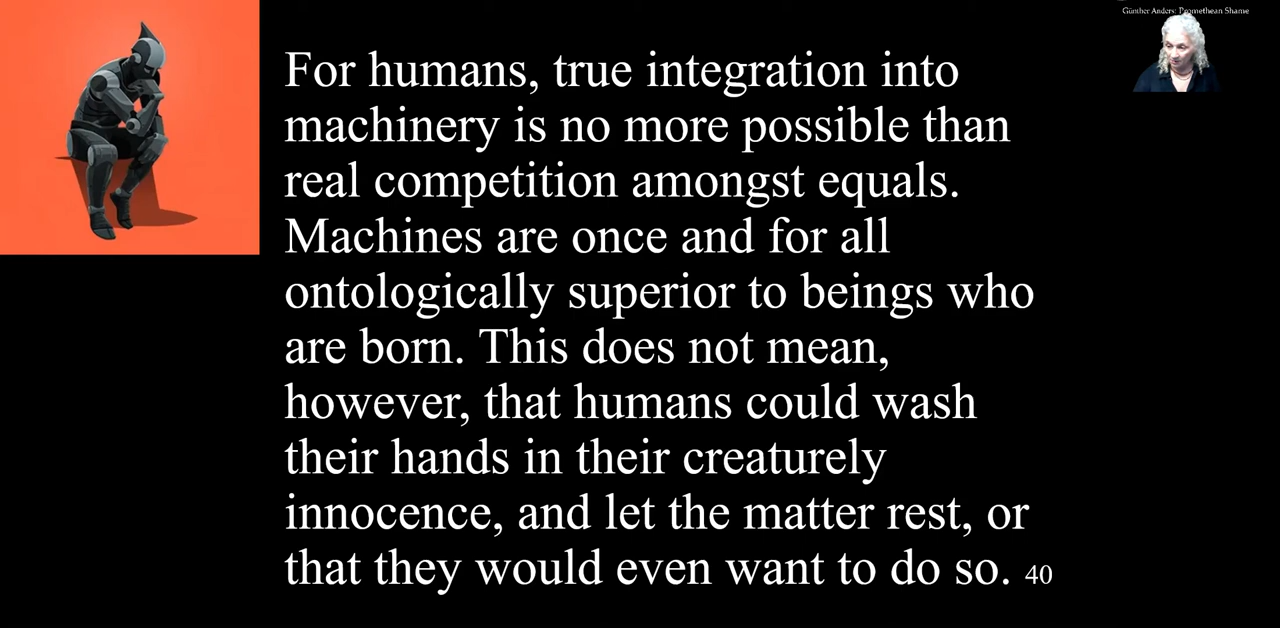 Günther Anders: Promethean Shame
For humans, true integration into
machinery is no more possible than
real competition amongst equals.
Machines are once and for all
ontologically superior to beings who
are born. This does not mean,
however, that humans could wash
their hands in their creaturely
innocence, and let the matter rest, or
that they would even want to do so. 40